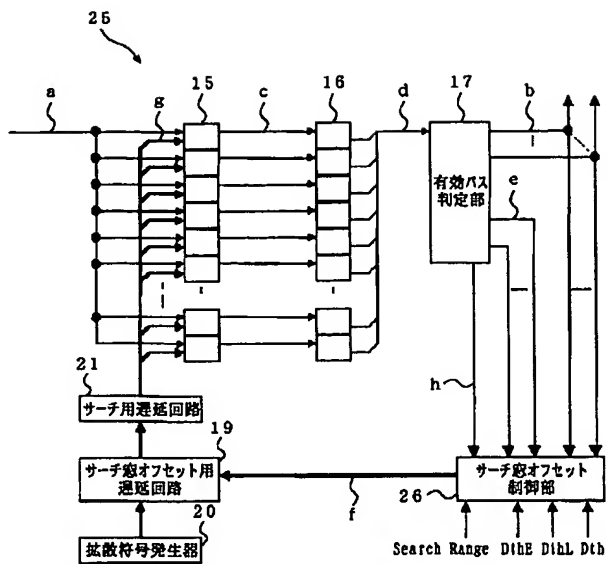 25
a
g
15
c
16
d
17
b
有効パス
判定部
e
h
21
サーチ用遅延回路
19
サーチ窓オフセット用
遅延回路
20
拡散符号発生器
f
26
サーチ窓オフセット
制御部
Search Range DthE DthL Dth